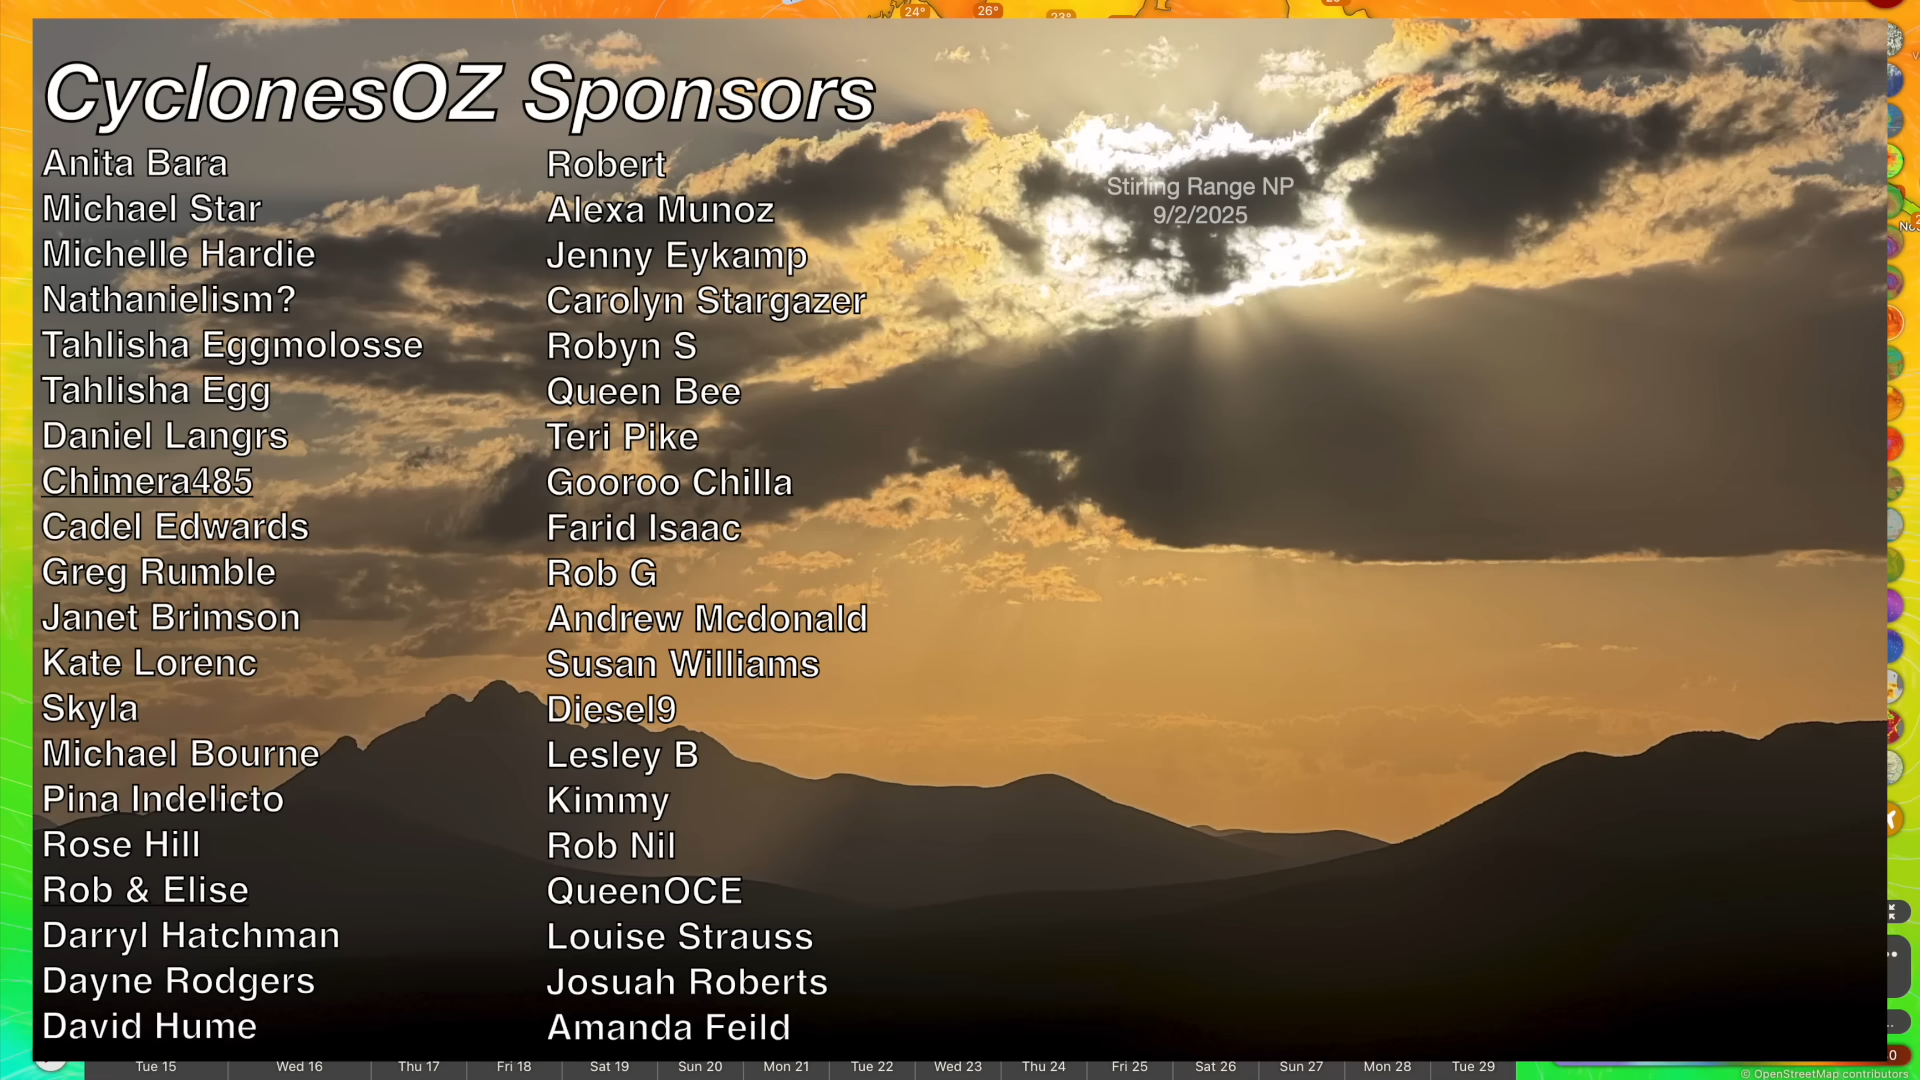 24° 26° 23°
CyclonesOZ Sponsors
Anita Bara
Michael Star
Michelle Hardie
Nathanielism?
Tahlisha Eggmolosse
Tahlisha Egg
Daniel Langrs
Chimera485
Cadel Edwards
Greg Rumble
Janet Brimson
Kate Lorenc
Skyla
Michael Bourne
Pina Indelicto
Rose Hill
Rob & Elise
Darryl Hatchman
Dayne Rodgers
David Hume
Robert
Alexa Munoz
Jenny Eykamp
Carolyn Stargazer
Robyn S
Queen Bee
Teri Pike
Gooroo Chilla
Farid Isaac
Rob G
Andrew Mcdonald
Susan Williams
Diesel9
Lesley B
Kimmy
Rob Nil
QueenOCE
Louise Strauss
Josuah Roberts
Amanda Feild
Stirling Range NP
9/2/2025
Tue 15 Wed 16 Thu 17 Fri 18 Sat 19 Sun 20 Mon 21 Tue 22 Wed 23 Thu 24 Fri 25 Sat 26 Sun 27 Mon 28 Tue 29
© OpenStreetMap contributors